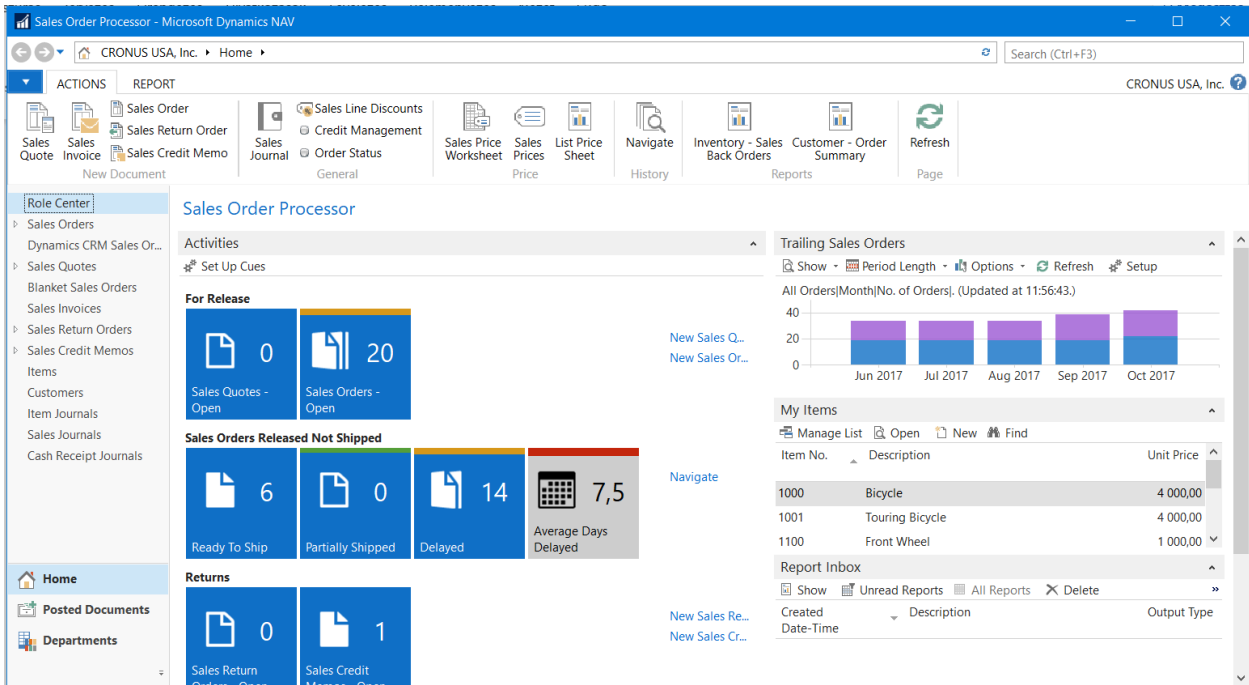 Sales Order Processor - Microsoft Dynamics NAV
CRONUS USA, Inc. ▸ Home ▸
Search (Ctrl+F3)
ACTIONS REPORT
CRONUS USA, Inc.
Sales Quote
Sales Invoice
Sales Order
Sales Return Order
Sales Credit Memo
New Document
Sales Journal
Sales Line Discounts
Credit Management
Order Status
General
Sales Price Worksheet
Sales Prices
List Price Sheet
Price
Navigate
History
Inventory - Sales Back Orders
Customer - Order Summary
Reports
Refresh
Page
Role Center
Sales Orders
Dynamics CRM Sales Or...
Sales Quotes
Blanket Sales Orders
Sales Invoices
Sales Return Orders
Sales Credit Memos
Items
Customers
Item Journals
Sales Journals
Cash Receipt Journals
Home
Posted Documents
Departments
Sales Order Processor
Activities
Set Up Cues
For Release
0
Sales Quotes - Open
20
Sales Orders - Open
New Sales Q...
New Sales Or...
Sales Orders Released Not Shipped
6
Ready To Ship
0
Partially Shipped
14
Delayed
7,5
Average Days Delayed
Navigate
Returns
0
Sales Return
1
Sales Credit
New Sales Re...
New Sales Cr...
Trailing Sales Orders
Show Period Length Options Refresh Setup
All Orders|Month|No. of Orders|. (Updated at 11:56:43.)
40
20
0
Jun 2017 Jul 2017 Aug 2017 Sep 2017 Oct 2017
My Items
Manage List Open New Find
Item No. Description Unit Price
1000 Bicycle 4 000,00
1001 Touring Bicycle 4 000,00
1100 Front Wheel 1 000,00
Report Inbox
Show Unread Reports All Reports Delete »
Created Date-Time Description Output Type